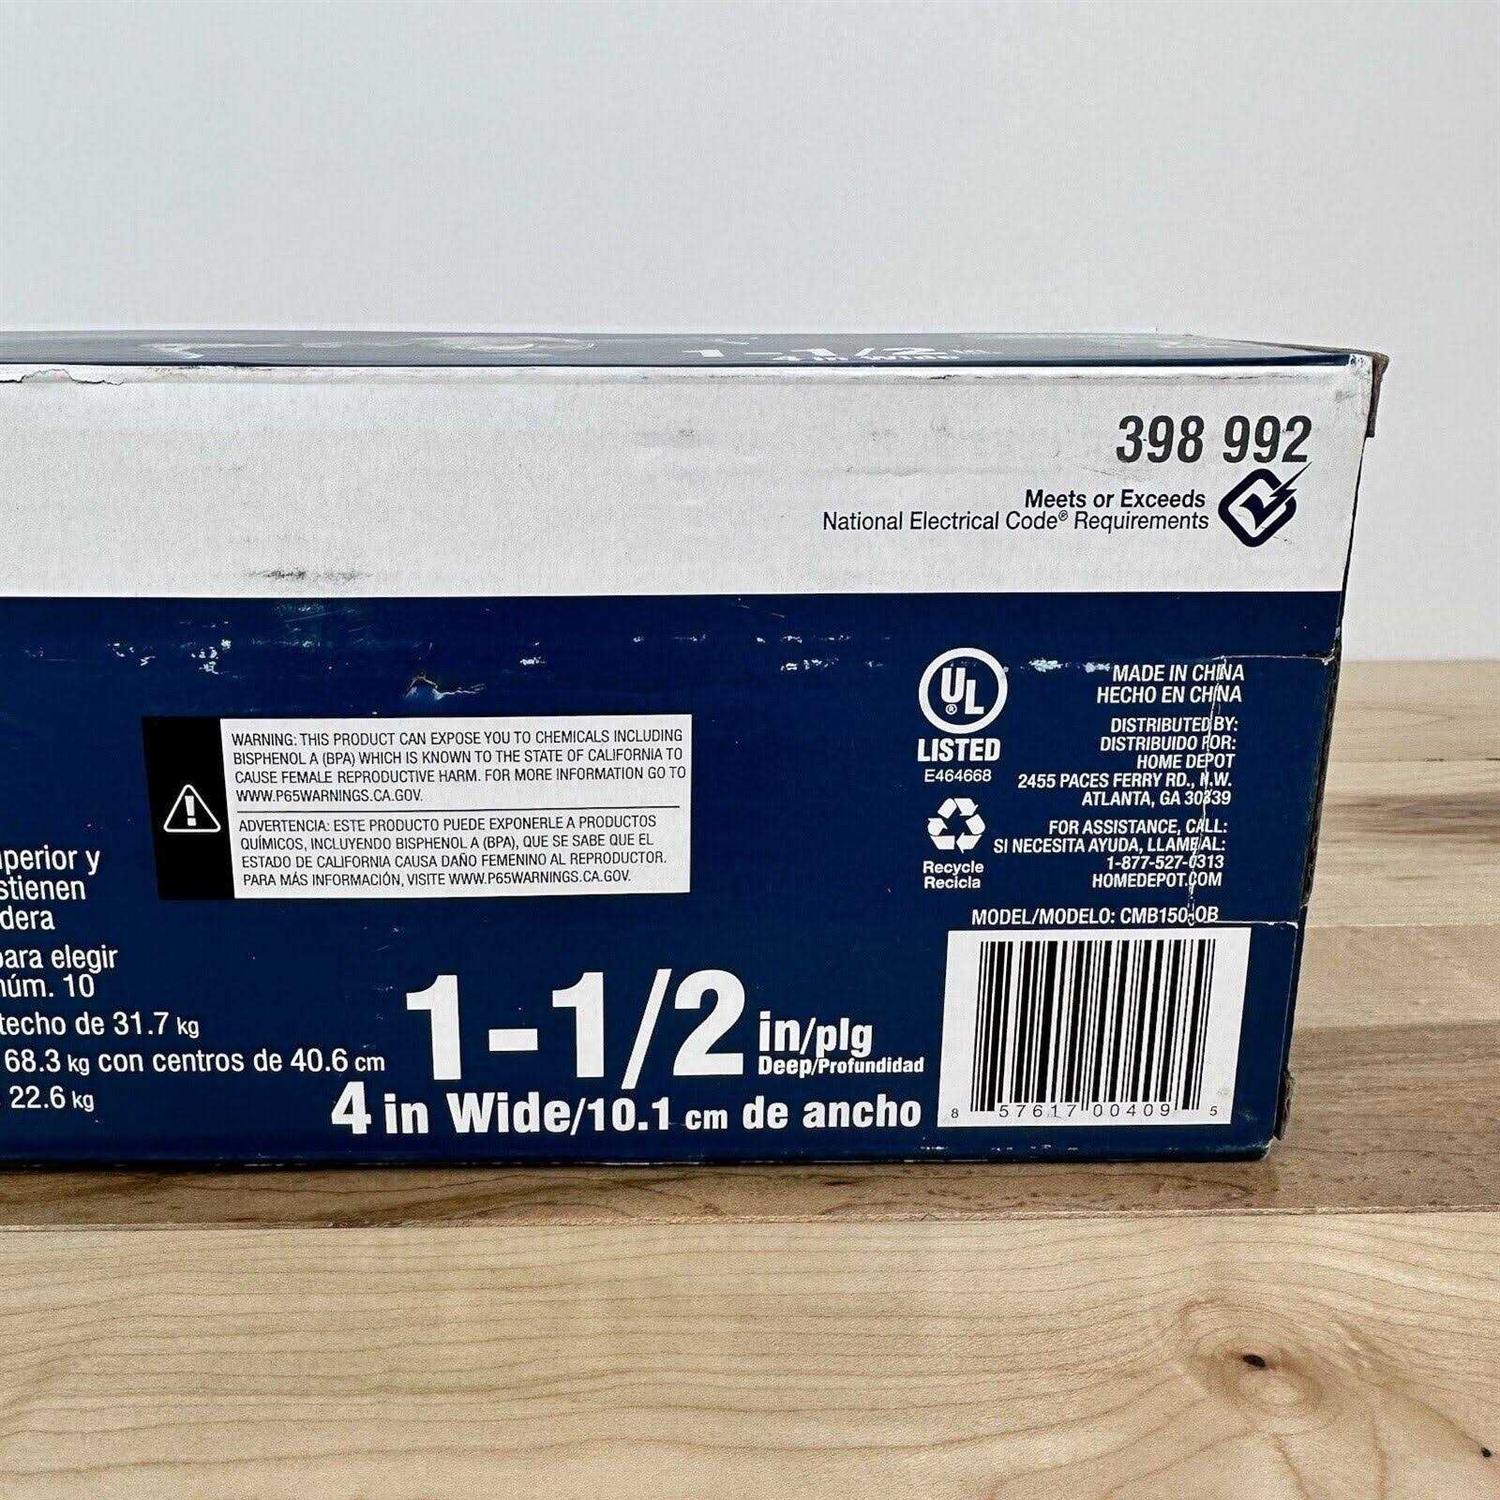 398 992
Meets or Exceeds
National Electrical Code® Requirements
WARNING: THIS PRODUCT CAN EXPOSE YOU TO CHEMICALS INCLUDING
BISPHENOL A (BPA) WHICH IS KNOWN TO THE STATE OF CALIFORNIA TO
CAUSE FEMALE REPRODUCTIVE HARM. FOR MORE INFORMATION GO TO
WWW.P65WARNINGS.CA.GOV.
ADVERTENCIA: ESTE PRODUCTO PUEDE EXPONERLE A PRODUCTOS
QUÍMICOS, INCLUYENDO BISPHENOL A (BPA), QUE SE SABE QUE EL
ESTADO DE CALIFORNIA CAUSA DAÑO FEMENINO AL REPRODUCTOR.
PARA MÁS INFORMACIÓN, VISITE WWW.P65WARNINGS.CA.GOV.
UL®
LISTED
E464668
Recycle
Recicla
MADE IN CHINA
HECHO EN CHINA
DISTRIBUTED BY:
DISTRIBUIDO POR:
HOME DEPOT
2455 PACES FERRY RD., N.W.
ATLANTA, GA 30339
FOR ASSISTANCE, CALL:
SI NECESITA AYUDA, LLAME AL:
1-877-527-0313
HOMEDEPOT.COM
MODEL/MODELO: CMB150-OB
perior y
stienen
dera
ara elegir
núm. 10
techo de 31.7 kg
68.3 kg con centros de 40.6 cm
22.6 kg
1-1/2 in/plg
Deep/Profundidad
4 in Wide/10.1 cm de ancho
8 57617 00409 5